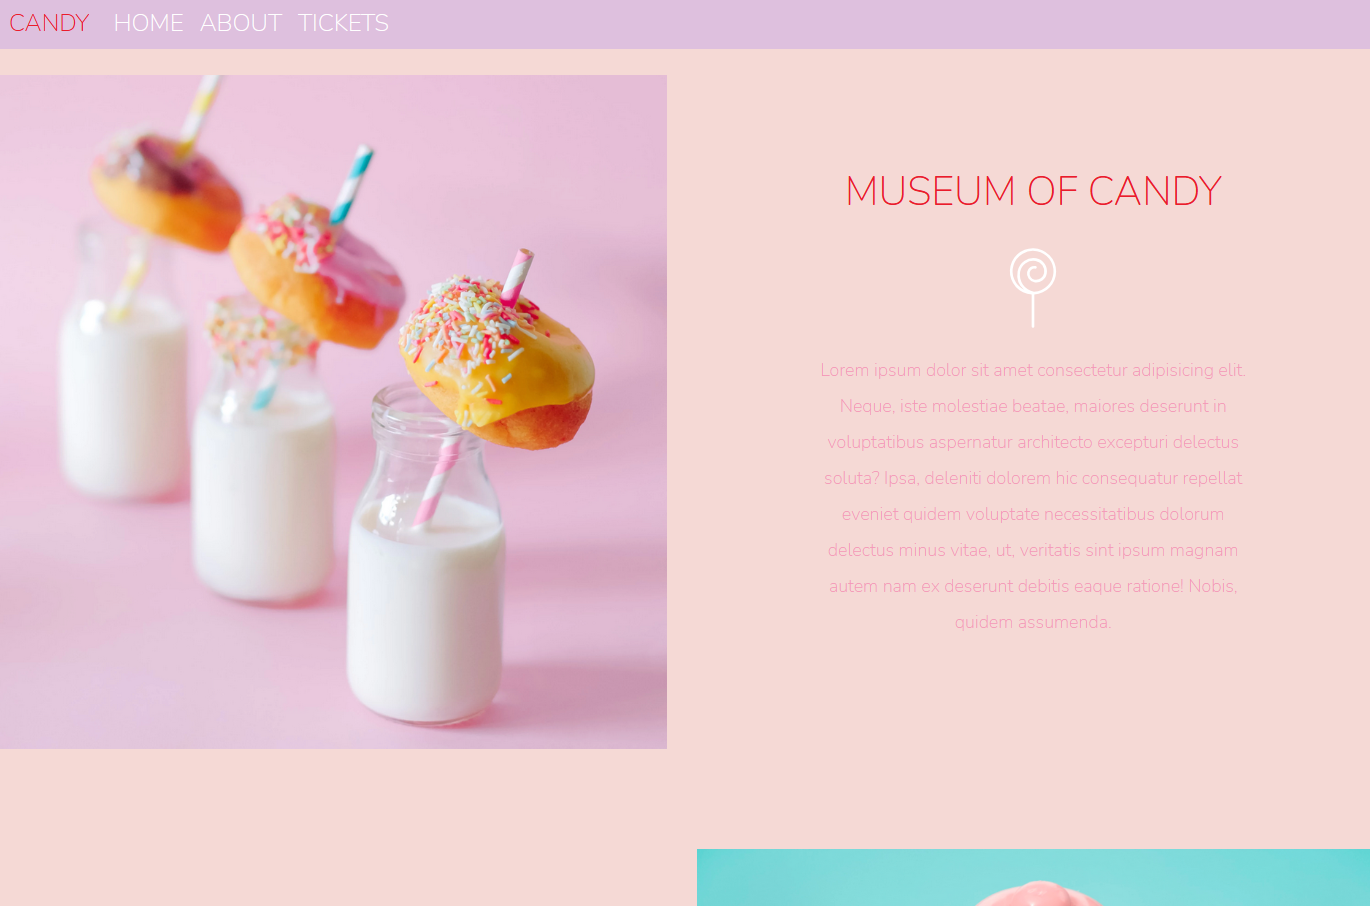 CANDY HOME ABOUT TICKETS
MUSEUM OF CANDY
Lorem ipsum dolor sit amet consectetur adipisicing elit.
Neque, iste molestiae beatae, maiores deserunt in
voluptatibus aspernatur architecto excepturi delectus
soluta? Ipsa, deleniti dolorem hic consequatur repellat
eveniet quidem voluptate necessitatibus dolorum
delectus minus vitae, ut, veritatis sint ipsum magnam
autem nam ex deserunt debitis eaque ratione! Nobis,
quidem assumenda.